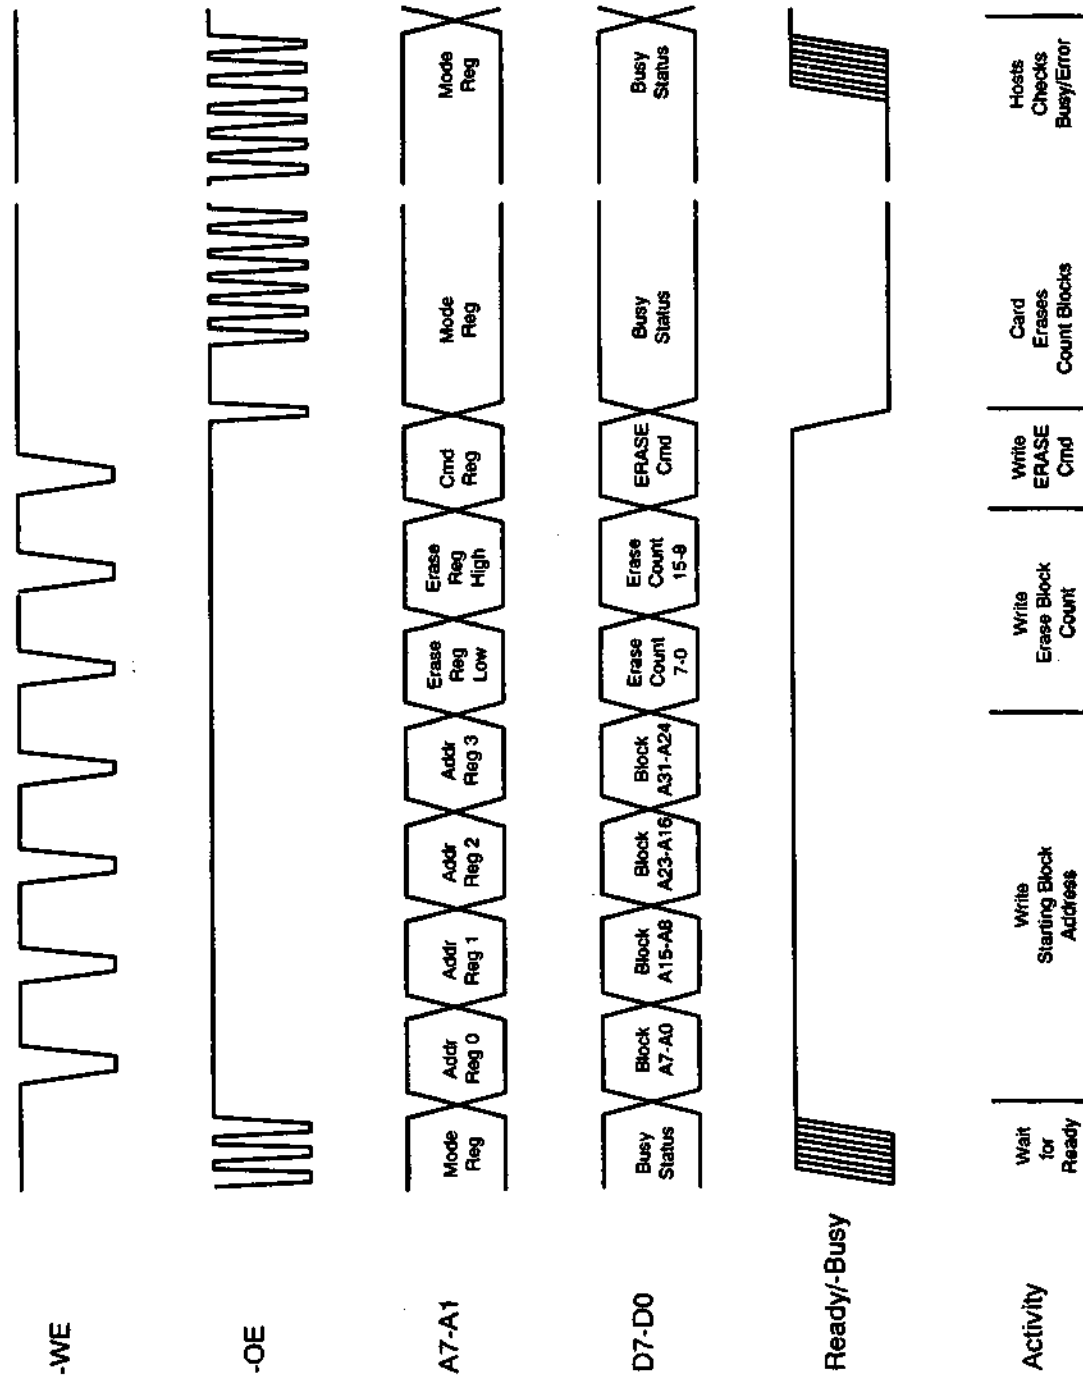 -WE
-OE
A7-A1
Mode
Reg
Addr
Reg 0
Addr
Reg 1
Addr
Reg 2
Addr
Reg 3
Erase
Reg
Low
Erase
Reg
High
Cmd
Reg
Mode
Reg
Mode
Reg
D7-D0
Busy
Status
Block
A7-A0
Block
A15-A8
Block
A23-A16
Block
A31-A24
Erase
Count
7-0
Erase
Count
15-8
ERASE
Cmd
Busy
Status
Busy
Status
Ready/-Busy
Activity
Wait
for
Ready
Write
Starting Block
Address
Write
Erase Block
Count
Write
ERASE
Cmd
Card
Erases
Count Blocks
Hosts
Checks
Busy/Error